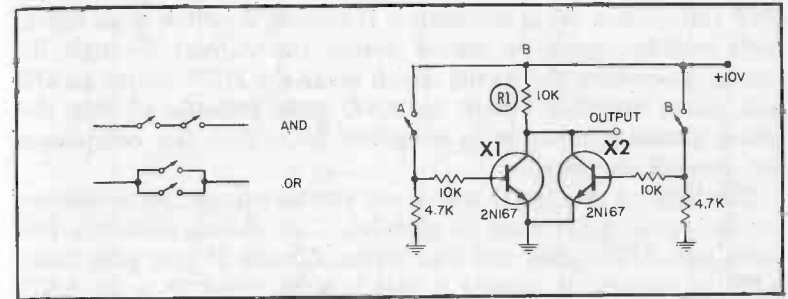 AND
OR
B
+10V
A
R1
10K
OUTPUT
B
X1
X2
10K
10K
4.7K
2N167
2N167
4.7K